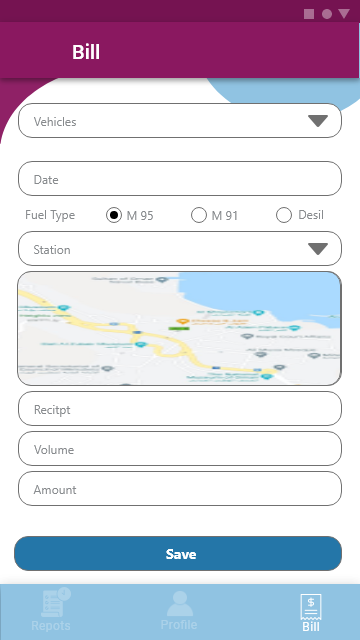 Bill
Vehicles
Date
Fuel Type M 95 M 91 Desil
Station
Recitpt
Volume
Amount
Save
Repots Profile Bill
$